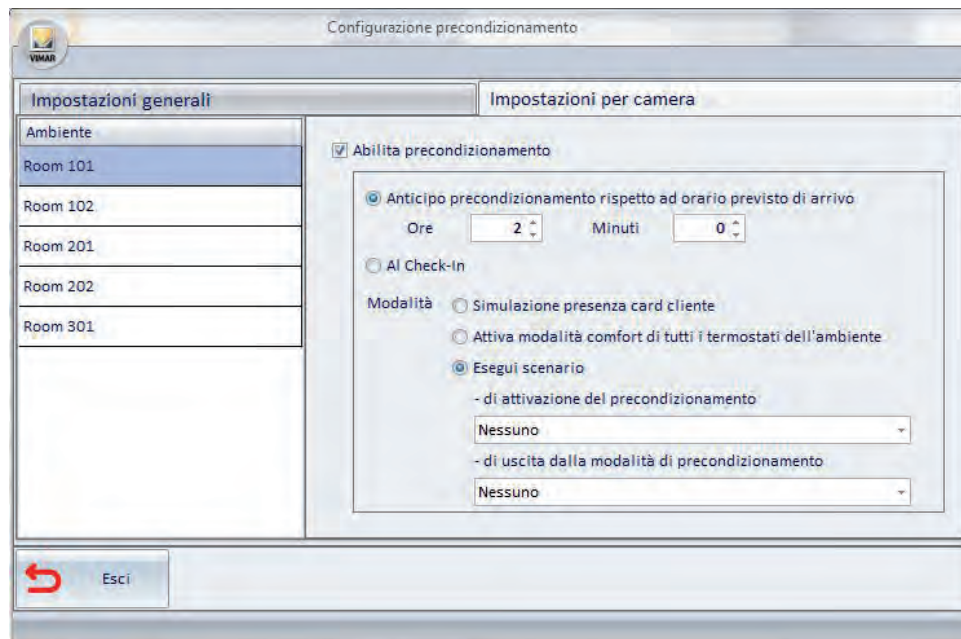 Configurazione precondizionamento
VIMAR
Impostazioni generali
Impostazioni per camera
Ambiente
Room 101
Room 102
Room 201
Room 202
Room 301
Abilita precondizionamento
Anticipo precondizionamento rispetto ad orario previsto di arrivo
Ore 2 Minuti 0
Al Check-In
Modalità Simulazione presenza card cliente
Attiva modalità comfort di tutti i termostati dell'ambiente
Esegui scenario
- di attivazione del precondizionamento
Nessuno
- di uscita dalla modalità di precondizionamento
Nessuno
Esci